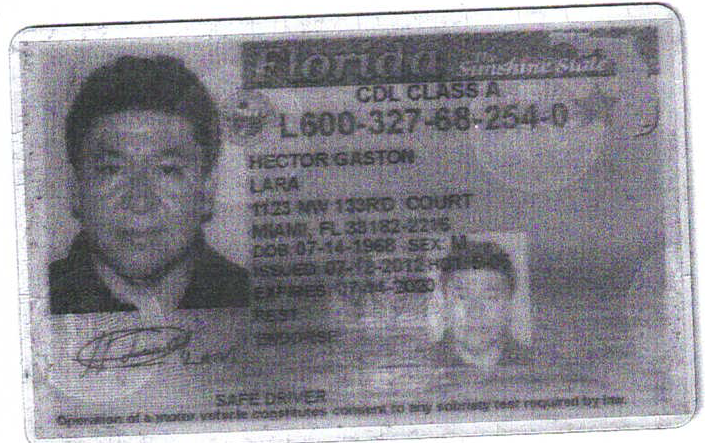 Florida The Sunshine State
CDL CLASS A
L600-327-68-254-0
HECTOR GASTON
LARA
1123 NW 133RD COURT
MIAMI, FL 33182-2216
DOB 07-14-1968 SEX M
ISSUED 07-12-2012
EXPIRES 07-14-2020
REST
ENDORSE
SAFE DRIVER
Operation of a motor vehicle constitutes consent to any sobriety test required by law.